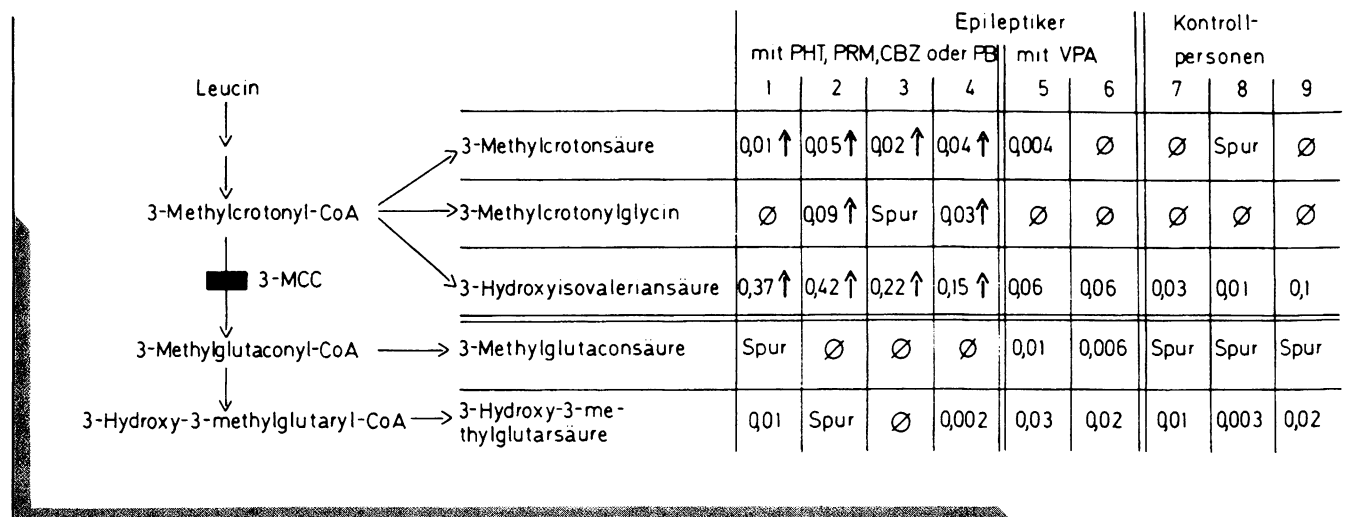 Epileptiker Kontroll-
mit PHT, PRM, CBZ oder PB mit VPA personen
Leucin 1 2 3 4 5 6 7 8 9
3-Methylcrotonsäure 0,01 ↑ 0,05 ↑ 0,02 ↑ 0,04 ↑ 0,004 Ø Ø Spur Ø
3-Methylcrotonyl-CoA 3-Methylcrotonylglycin Ø 0,09 ↑ Spur 0,03 ↑ Ø Ø Ø Ø Ø
3-MCC 3-Hydroxyisovaleriansäure 0,37 ↑ 0,42 ↑ 0,22 ↑ 0,15 ↑ 0,06 0,06 0,03 0,01 0,1
3-Methylglutaconyl-CoA 3-Methylglutaconsäure Spur Ø Ø Ø 0,01 0,006 Spur Spur Spur
3-Hydroxy-3-methylglutaryl-CoA 3-Hydroxy-3-me-
thylglutarsäure 0,01 Spur Ø 0,002 0,03 0,02 0,01 0,003 0,02